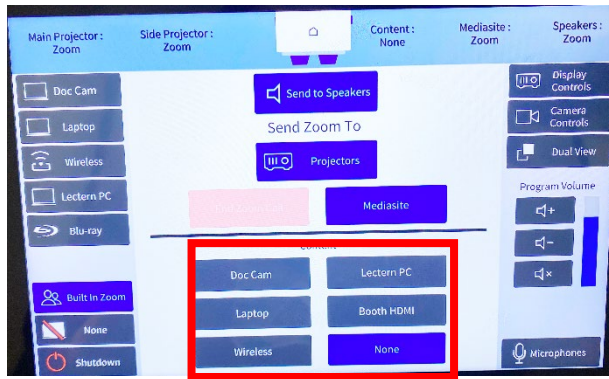 Main Projector :
Zoom
Side Projector :
Zoom
Content :
None
Mediasite :
Zoom
Speakers :
Zoom
Doc Cam
Laptop
Wireless
Lectern PC
Blu-ray
Built In Zoom
None
Shutdown
Send to Speakers
Send Zoom To
Projectors
Mediasite
Content
Doc Cam
Lectern PC
Laptop
Booth HDMI
Wireless
None
Display
Controls
Camera
Controls
Dual View
Program Volume
Microphones